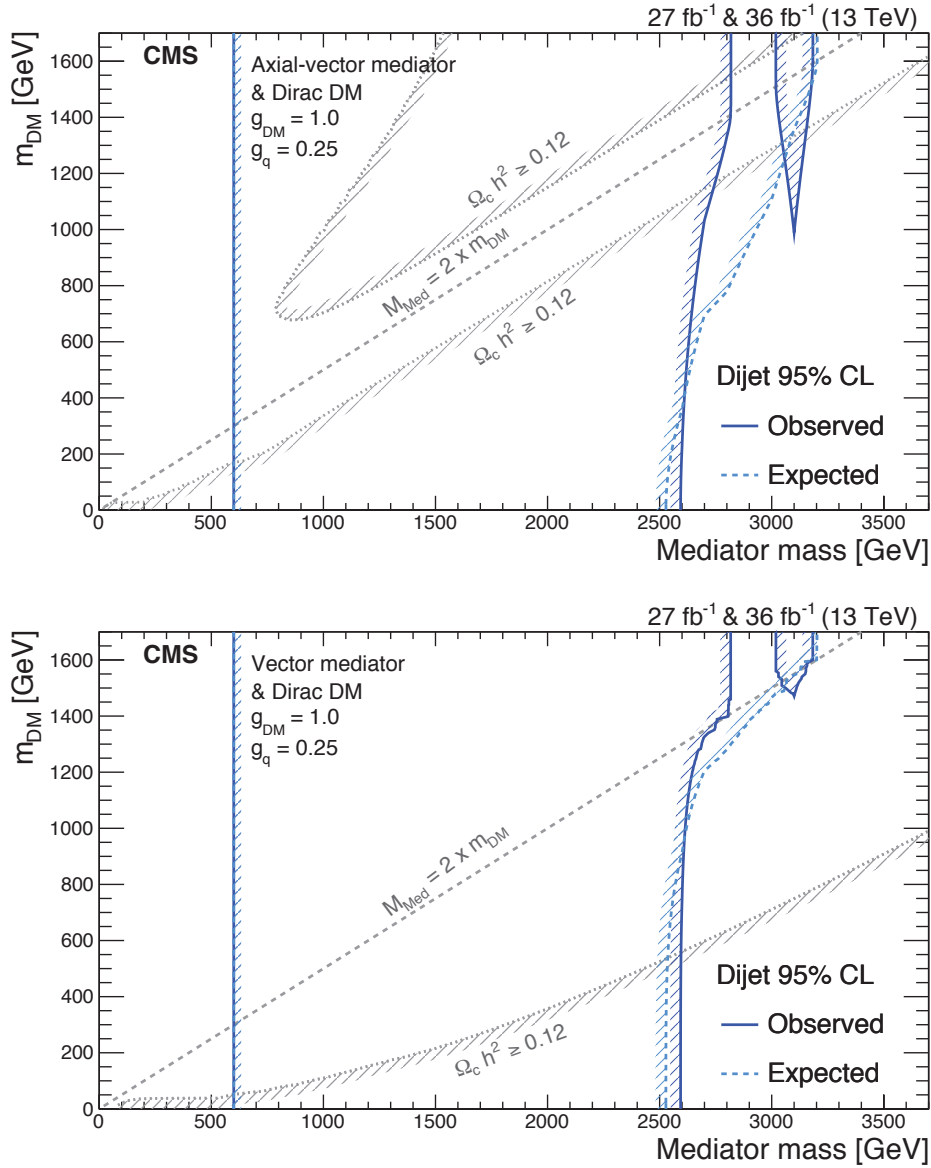 27 fb⁻¹ & 36 fb⁻¹ (13 TeV)
m_DM [GeV]
1600
1400
1200
1000
800
600
400
200
0
CMS
Axial-vector mediator
& Dirac DM
g_DM = 1.0
g_q = 0.25
Ω_c h² ≥ 0.12
M_Med = 2 x m_DM
Ω_c h² ≥ 0.12
Dijet 95% CL
Observed
Expected
0 500 1000 1500 2000 2500 3000 3500
Mediator mass [GeV]
27 fb⁻¹ & 36 fb⁻¹ (13 TeV)
m_DM [GeV]
1600
1400
1200
1000
800
600
400
200
0
CMS
Vector mediator
& Dirac DM
g_DM = 1.0
g_q = 0.25
M_Med = 2 x m_DM
Ω_c h² ≥ 0.12
Dijet 95% CL
Observed
Expected
0 500 1000 1500 2000 2500 3000 3500
Mediator mass [GeV]